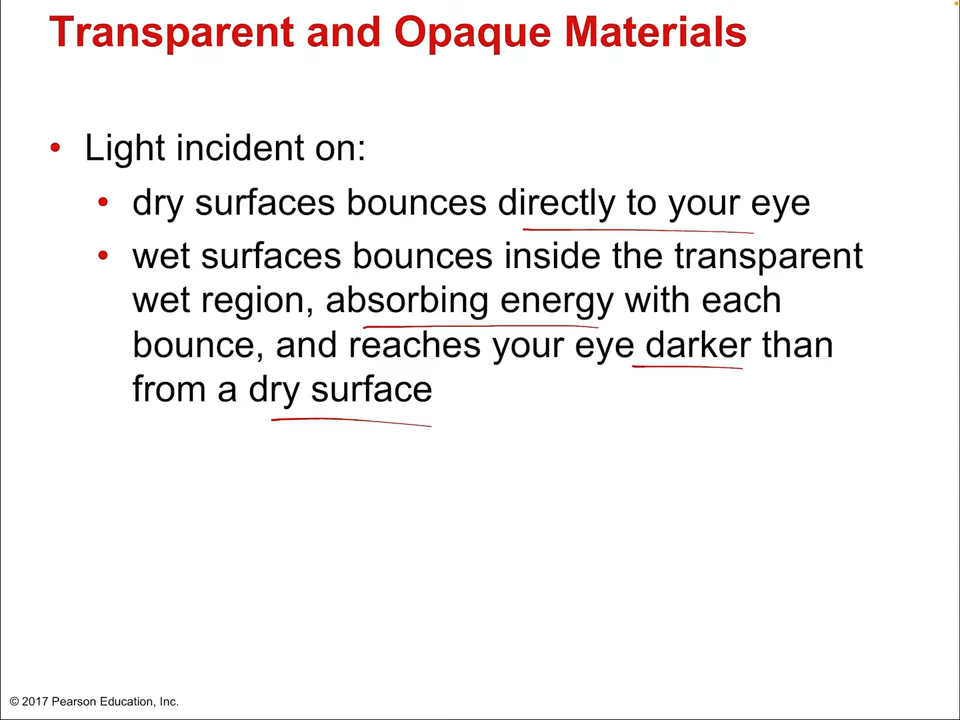 Transparent and Opaque Materials
• Light incident on:
• dry surfaces bounces directly to your eye
• wet surfaces bounces inside the transparent
wet region, absorbing energy with each
bounce, and reaches your eye darker than
from a dry surface
© 2017 Pearson Education, Inc.